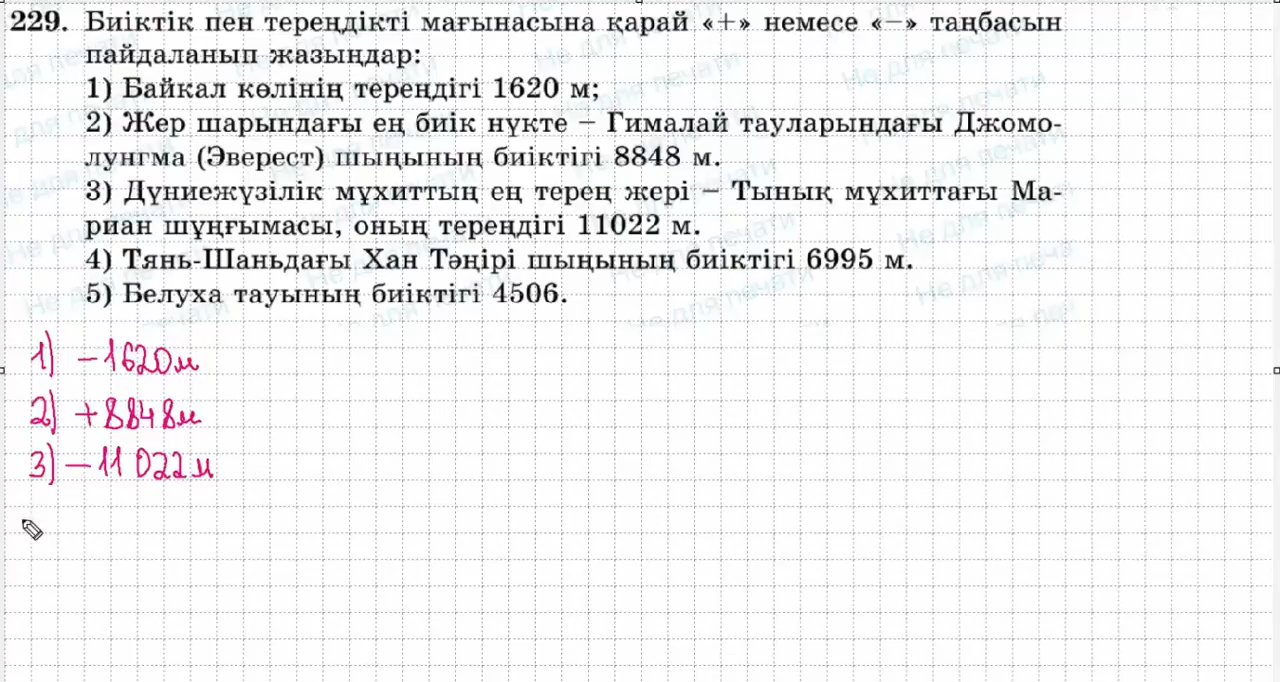 229. Биіктік пен тереңдікті мағынасына қарай «+» немесе «−» таңбасын
пайдаланып жазыңдар:
1) Байкал көлінің тереңдігі 1620 м;
2) Жер шарындағы ең биік нүкте – Гималай тауларындағы Джомо-
лунгма (Эверест) шыңының биіктігі 8848 м.
3) Дүниежүзілік мұхиттың ең терең жері – Тынық мұхиттағы Ма-
риан шұңғымасы, оның тереңдігі 11022 м.
4) Тянь-Шаньдағы Хан Тәңірі шыңының биіктігі 6995 м.
5) Белуха тауының биіктігі 4506.
1) −1620м
2) +8848м
3) −11 022м